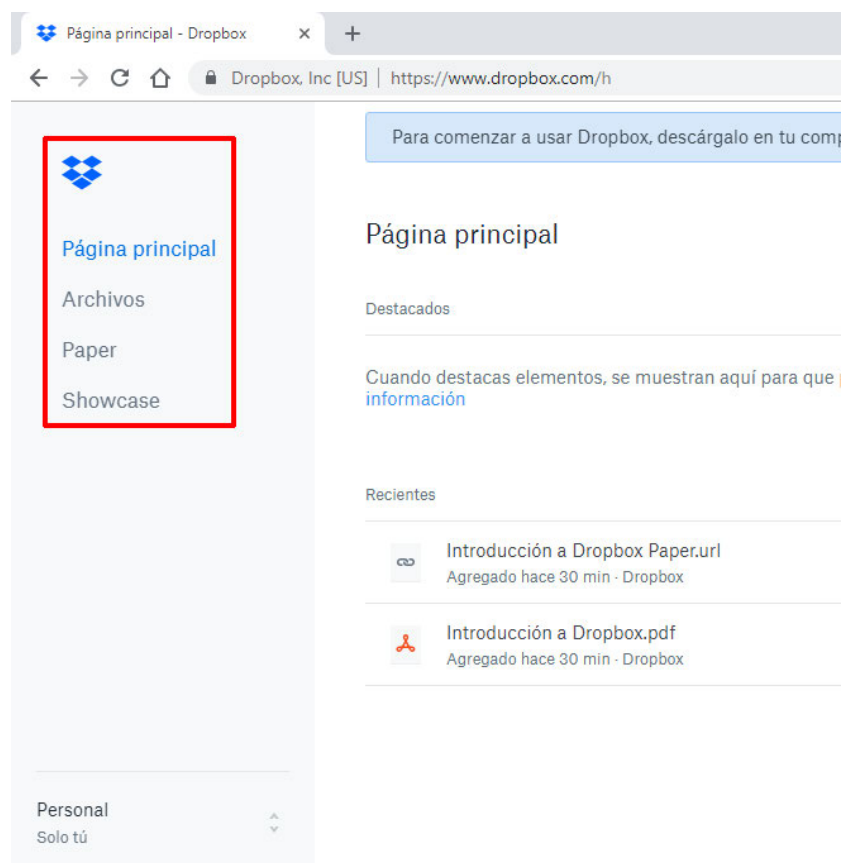 Página principal - Dropbox
Dropbox, Inc [US] | https://www.dropbox.com/h
Página principal
Archivos
Paper
Showcase
Personal
Solo tú
Para comenzar a usar Dropbox, descárgalo en tu comp
Página principal
Destacados
Cuando destacas elementos, se muestran aquí para que
información
Recientes
Introducción a Dropbox Paper.url
Agregado hace 30 min · Dropbox
Introducción a Dropbox.pdf
Agregado hace 30 min · Dropbox